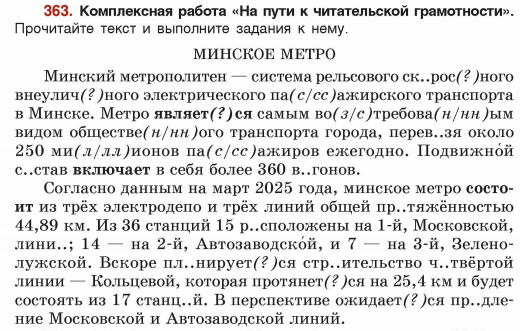 363. Комплексная работа «На пути к читательской грамотности».
Прочитайте текст и выполните задания к нему.
МИНСКОЕ МЕТРО
Минский метрополитен — система рельсового ск..рос(?)ного
внеулич(?)ного электрического па(с/сс)ажирского транспорта
в Минске. Метро являет(?)ся самым во(з/с)требова(н/нн)ым
видом обществе(н/нн)ого транспорта города, перев..зя около
250 ми(л/лл)ионов па(с/сс)ажиров ежегодно. Подвижно́й
с..став включает в себя более 360 в..гонов.
Согласно данным на март 2025 года, минское метро состо-
ит из трёх электродепо и трёх линий общей пр..тяжённостью
44,89 км. Из 36 станций 15 р..сположены на 1-й, Московской,
лини..; 14 — на 2-й, Автозаводско́й, и 7 — на 3-й, Зелено-
лужской. Вскоре пл..нирует(?)ся стр..ительство ч..твёртой
линии — Кольцевой, которая протянет(?)ся на 25,4 км и будет
состоять из 17 станц..й. В перспективе ожидает(?)ся пр..дле-
ние Московской и Автозаводской линий.